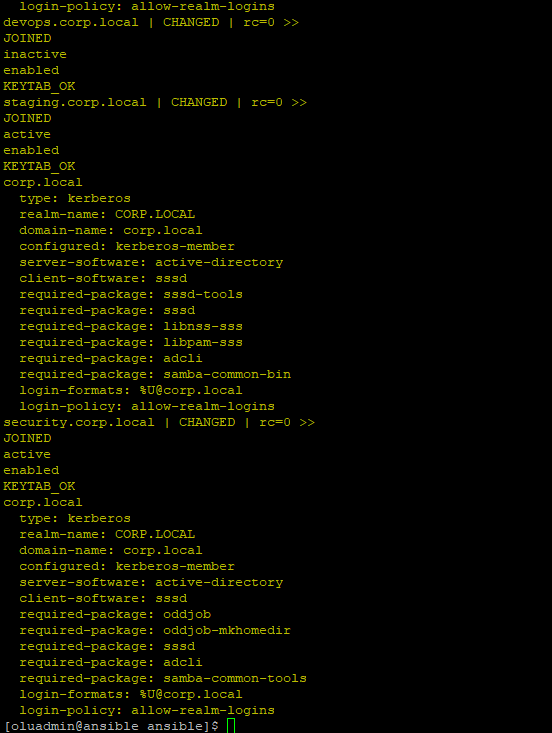 login-policy: allow-realm-logins
devops.corp.local | CHANGED | rc=0 >>
JOINED
inactive
enabled
KEYTAB_OK
staging.corp.local | CHANGED | rc=0 >>
JOINED
active
enabled
KEYTAB_OK
corp.local
  type: kerberos
  realm-name: CORP.LOCAL
  domain-name: corp.local
  configured: kerberos-member
  server-software: active-directory
  client-software: sssd
  required-package: sssd-tools
  required-package: sssd
  required-package: libnss-sss
  required-package: libpam-sss
  required-package: adcli
  required-package: samba-common-bin
  login-formats: %U@corp.local
  login-policy: allow-realm-logins
security.corp.local | CHANGED | rc=0 >>
JOINED
active
enabled
KEYTAB_OK
corp.local
  type: kerberos
  realm-name: CORP.LOCAL
  domain-name: corp.local
  configured: kerberos-member
  server-software: active-directory
  client-software: sssd
  required-package: oddjob
  required-package: oddjob-mkhomedir
  required-package: sssd
  required-package: adcli
  required-package: samba-common-tools
  login-formats: %U@corp.local
  login-policy: allow-realm-logins
[oluadmin@ansible ansible]$